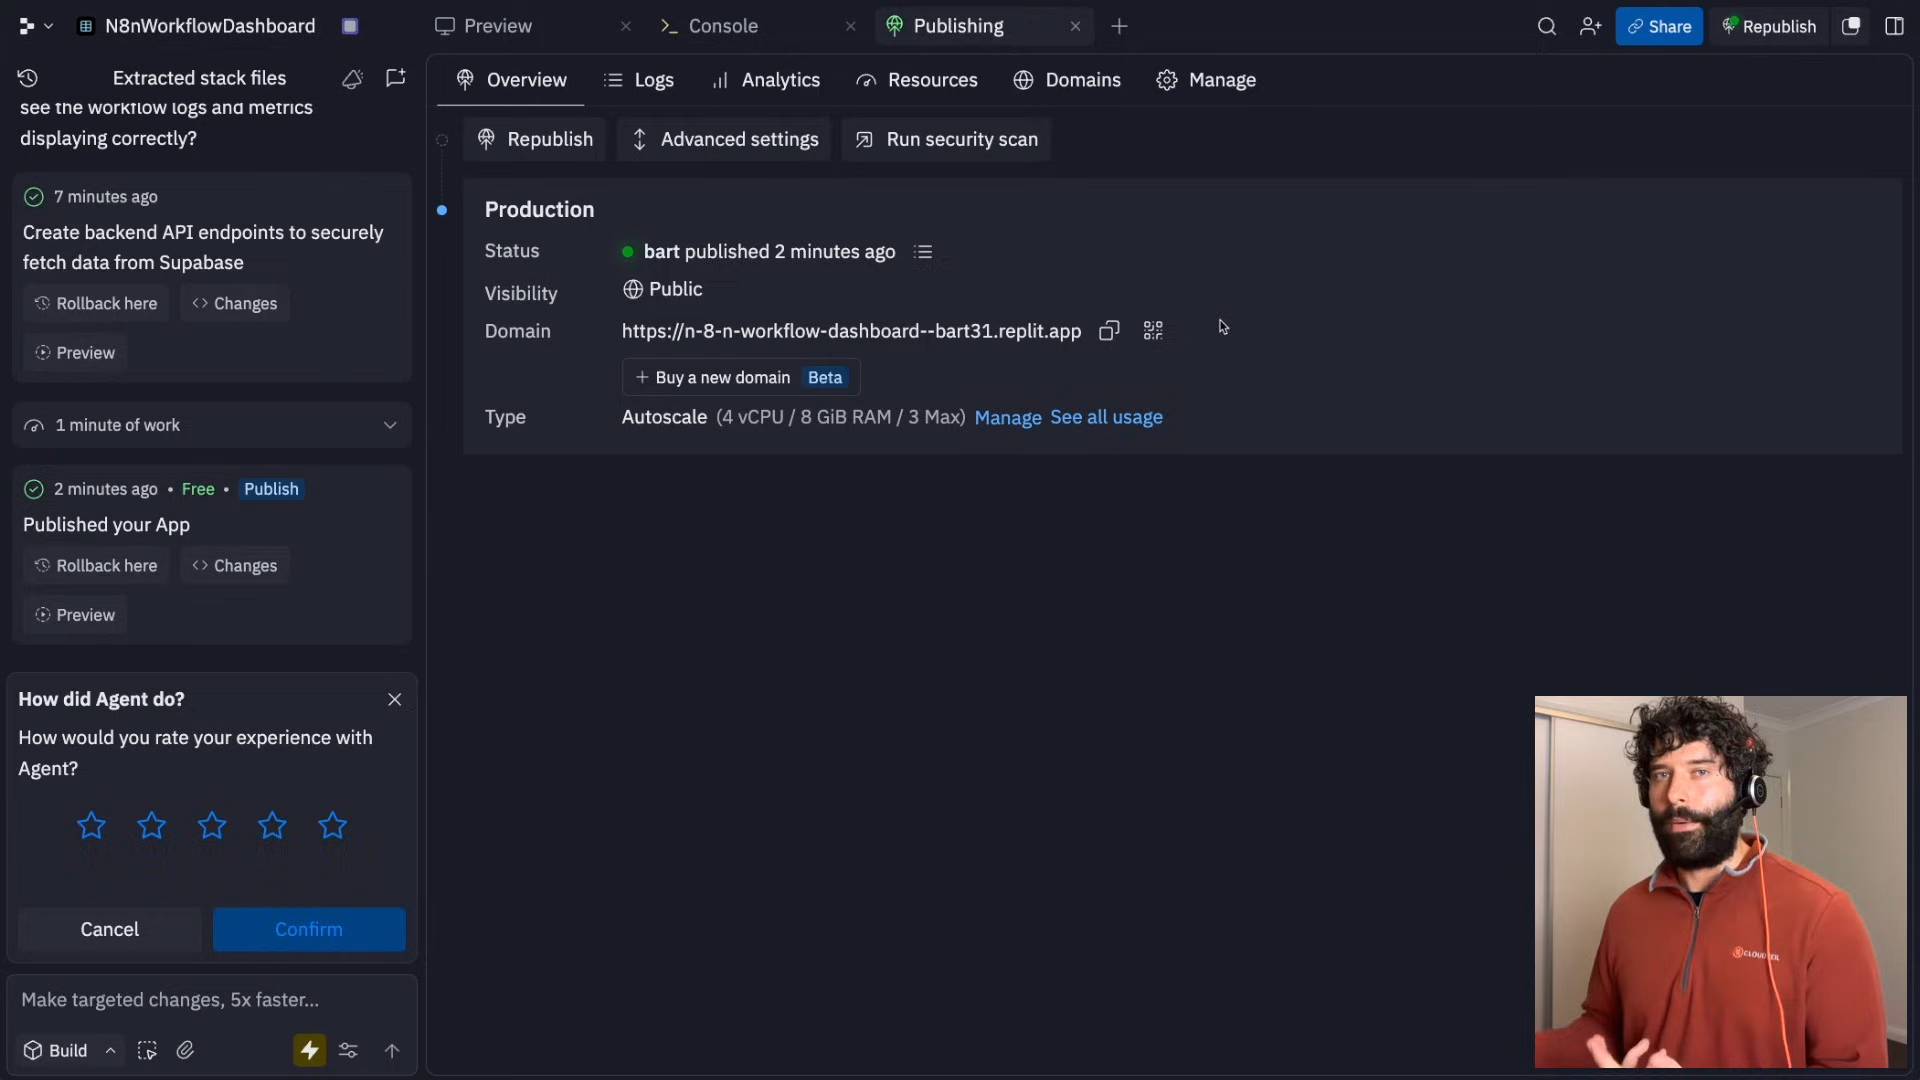 N8nWorkflowDashboard
Preview
Console
Publishing
Share
Republish
Extracted stack files
see the workflow logs and metrics
displaying correctly?
7 minutes ago
Create backend API endpoints to securely
fetch data from Supabase
Rollback here
Changes
Preview
1 minute of work
2 minutes ago • Free • Publish
Published your App
Rollback here
Changes
Preview
How did Agent do?
How would you rate your experience with
Agent?
Cancel
Confirm
Make targeted changes, 5x faster...
Build
Overview
Logs
Analytics
Resources
Domains
Manage
Republish
Advanced settings
Run security scan
Production
Status
bart published 2 minutes ago
Visibility
Public
Domain
https://n-8-n-workflow-dashboard--bart31.replit.app
Buy a new domain Beta
Type
Autoscale (4 vCPU / 8 GiB RAM / 3 Max) Manage See all usage